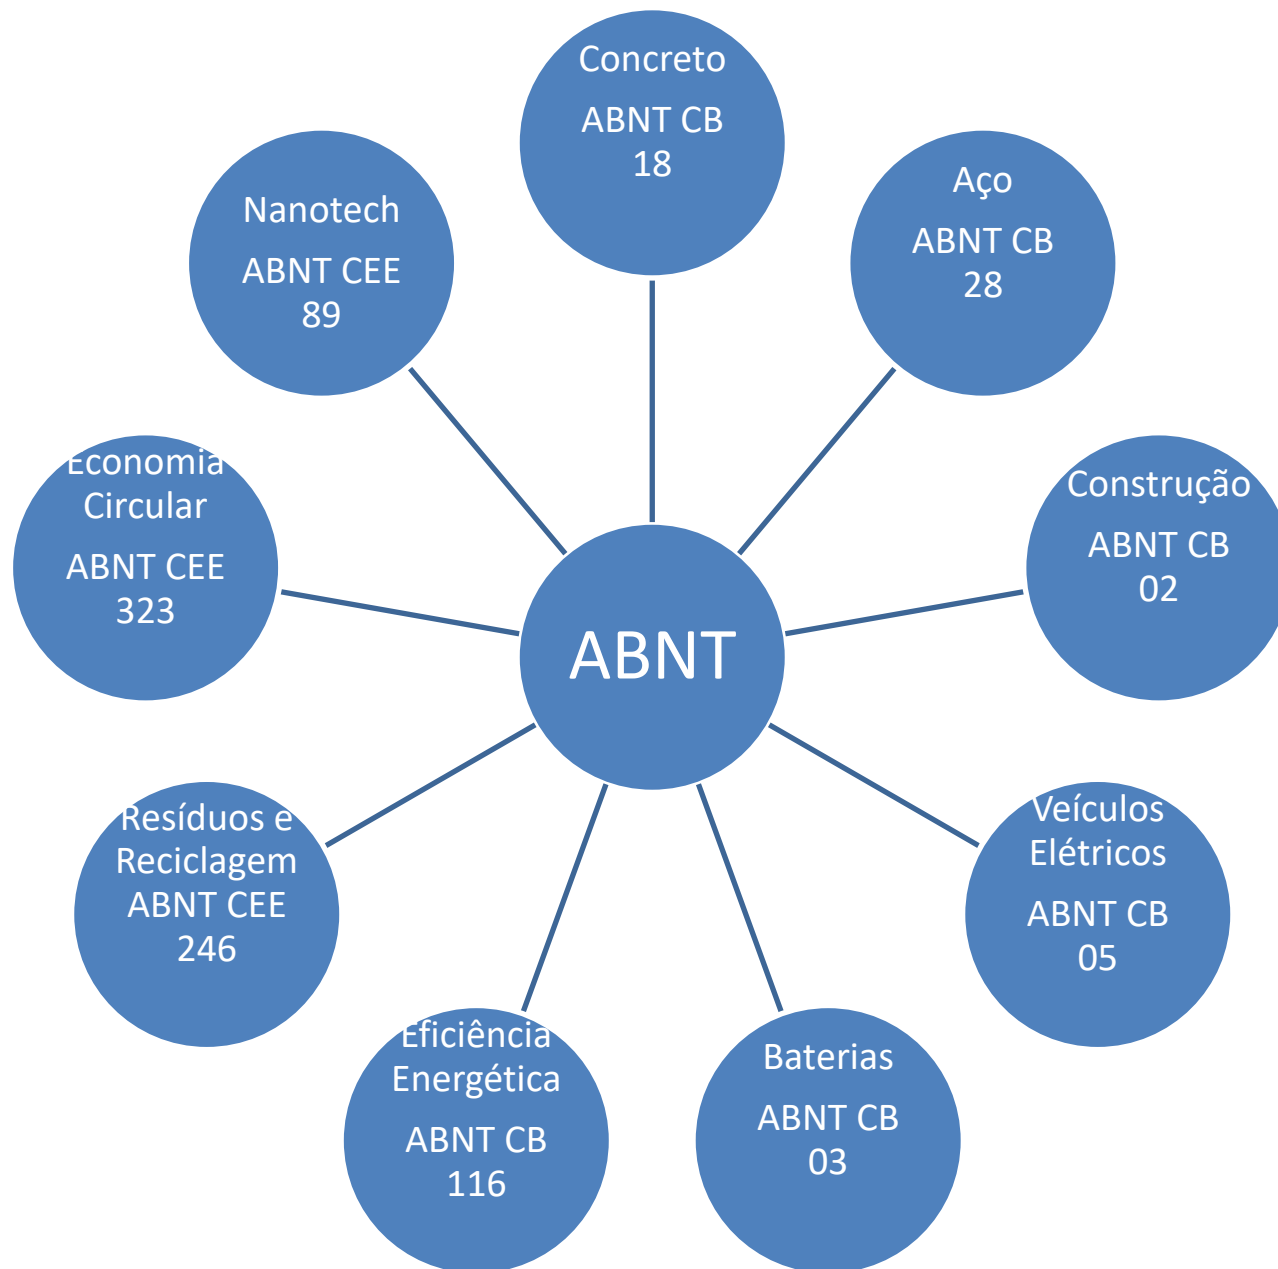 Concreto
ABNT CB
18
Aço
ABNT CB
28
Construção
ABNT CB
02
Veículos
Elétricos
ABNT CB
05
Baterias
ABNT CB
03
Eficiência
Energética
ABNT CB
116
Resíduos e
Reciclagem
ABNT CEE
246
Economia
Circular
ABNT CEE
323
Nanotech
ABNT CEE
89
ABNT